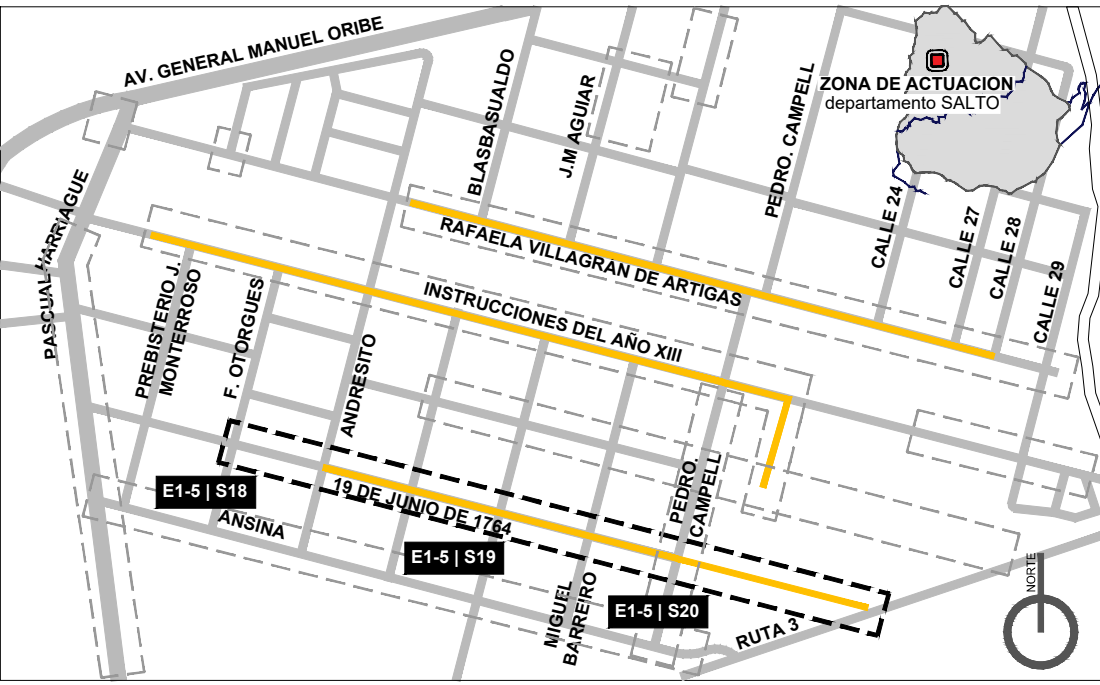 AV. GENERAL MANUEL ORIBE
BLASBASUALDO
J.M AGUIAR
PEDRO. CAMPELL
ZONA DE ACTUACION
departamento SALTO
PASCUAL HARRIAGUE
RAFAELA VILLAGRAN DE ARTIGAS
CALLE 24
CALLE 27
CALLE 28
CALLE 29
PREBISTERIO J.
MONTERROSO
F. OTORGUES
INSTRUCCIONES DEL AÑO XIII
ANDRESITO
E1-5 | S18
19 DE JUNIO DE 1764
PEDRO.
CAMPELL
ANSINA
E1-5 | S19
MIGUEL
BARREIRO
E1-5 | S20
RUTA 3
NORTE